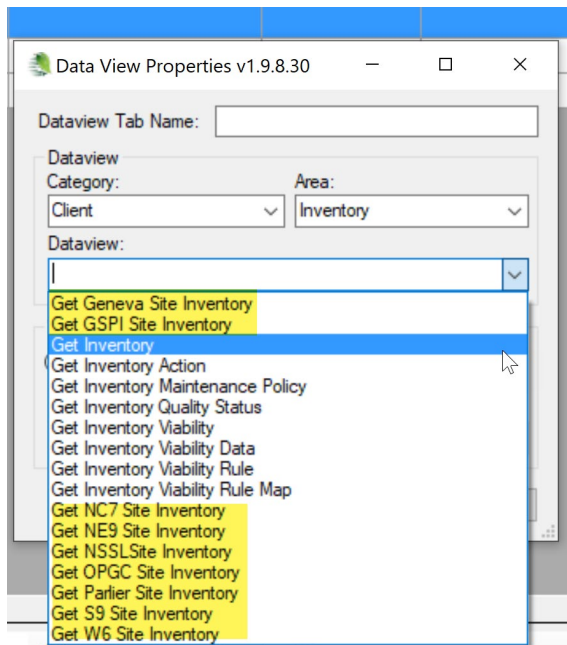 Data View Properties v1.9.8.30
Dataview Tab Name:
Dataview
Category:
Area:
Client
Inventory
Dataview:
Get Geneva Site Inventory
Get GSPI Site Inventory
Get Inventory
Get Inventory Action
Get Inventory Maintenance Policy
Get Inventory Quality Status
Get Inventory Viability
Get Inventory Viability Data
Get Inventory Viability Rule
Get Inventory Viability Rule Map
Get NC7 Site Inventory
Get NE9 Site Inventory
Get NSSLSite Inventory
Get OPGC Site Inventory
Get Parlier Site Inventory
Get S9 Site Inventory
Get W6 Site Inventory